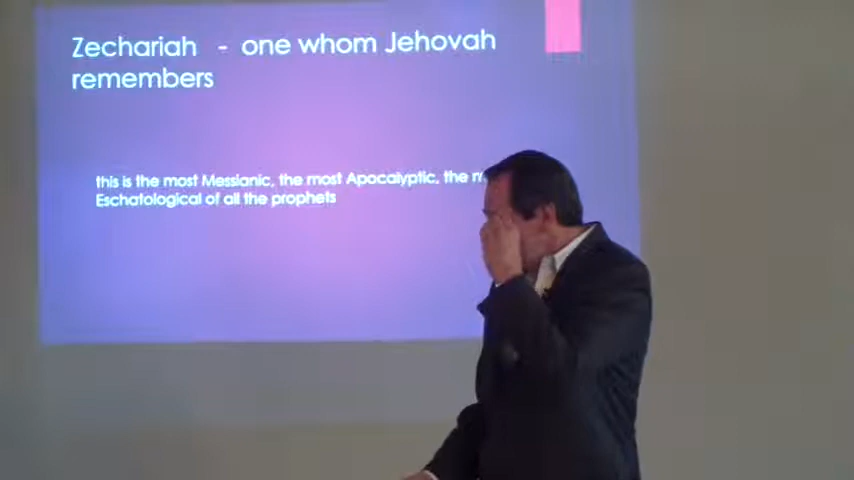 Zechariah - one whom Jehovah
remembers
this is the most Messianic, the most Apocalyptic, the
Eschatological of all the prophets